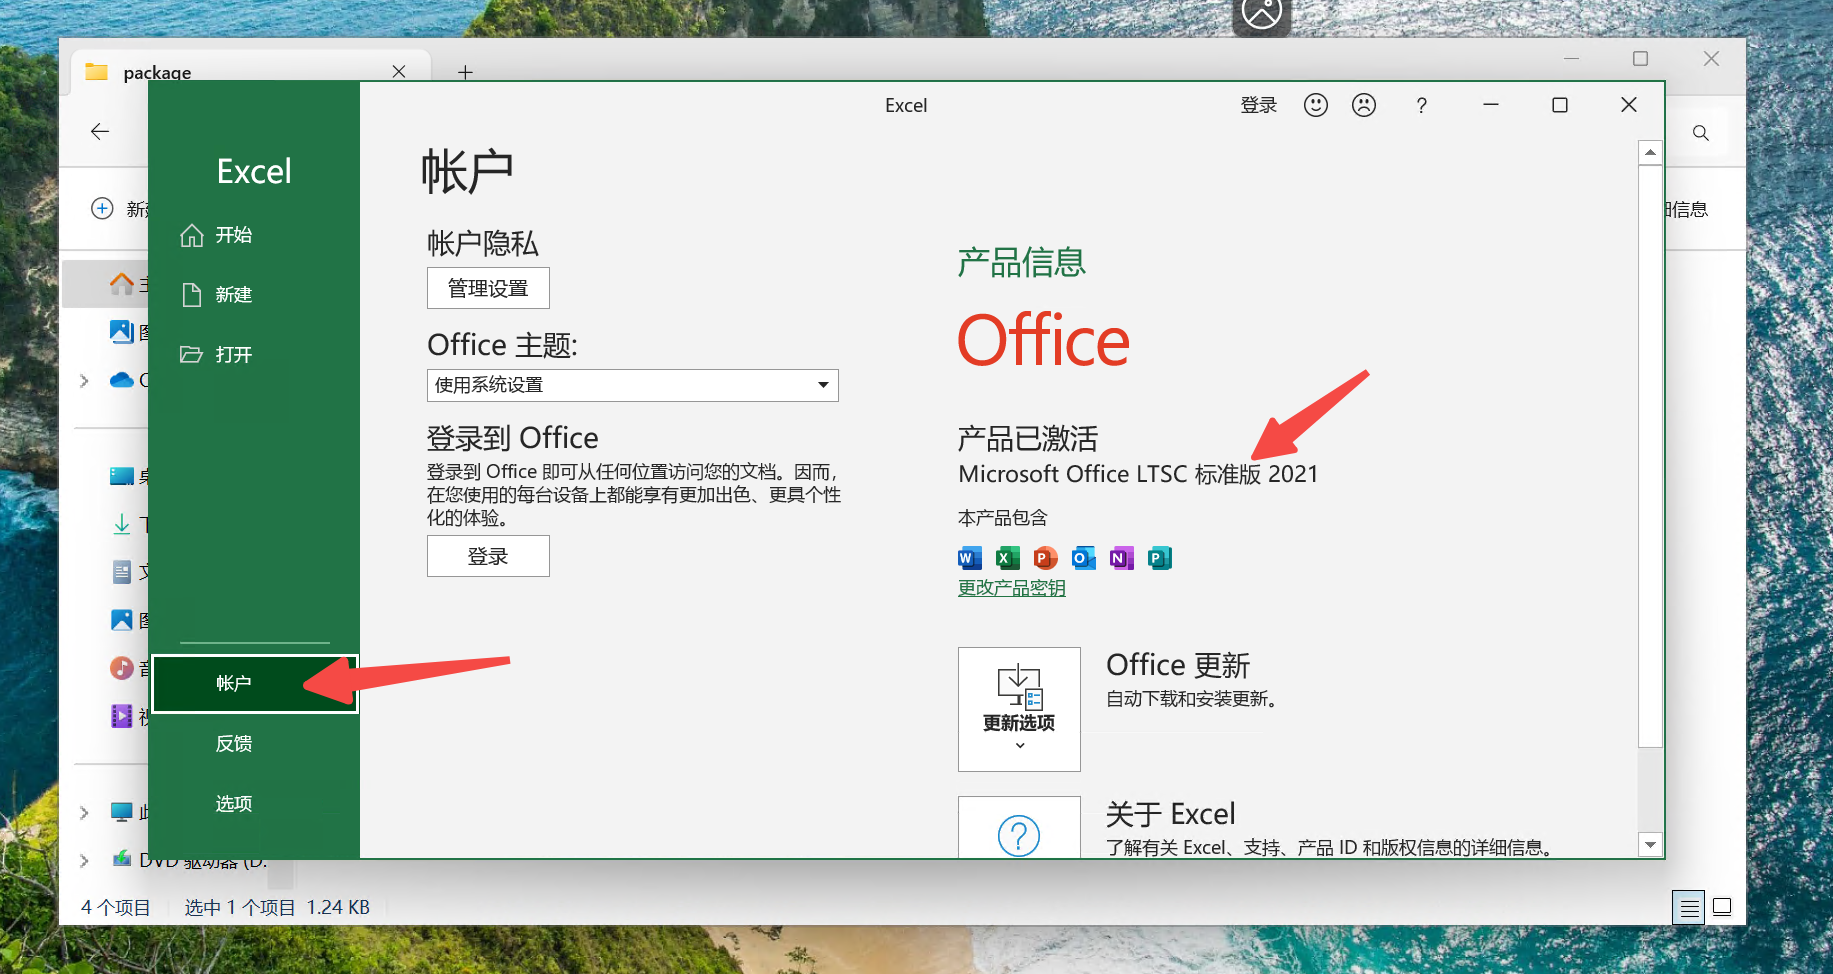 package
Excel
登录
?
Excel
开始
新建
打开
帐户
反馈
选项
帐户
帐户隐私
管理设置
Office 主题:
使用系统设置
登录到 Office
登录到 Office 即可从任何位置访问您的文档。因而，
在您使用的每台设备上都能享有更加出色、更具个性
化的体验。
登录
产品信息
Office
产品已激活
Microsoft Office LTSC 标准版 2021
本产品包含
W X P O N P
更改产品密钥
更新选项
Office 更新
自动下载和安装更新。
?
关于 Excel
了解有关 Excel、支持、产品 ID 和版权信息的详细信息。
信息
4 个项目
选中 1 个项目 1.24 KB